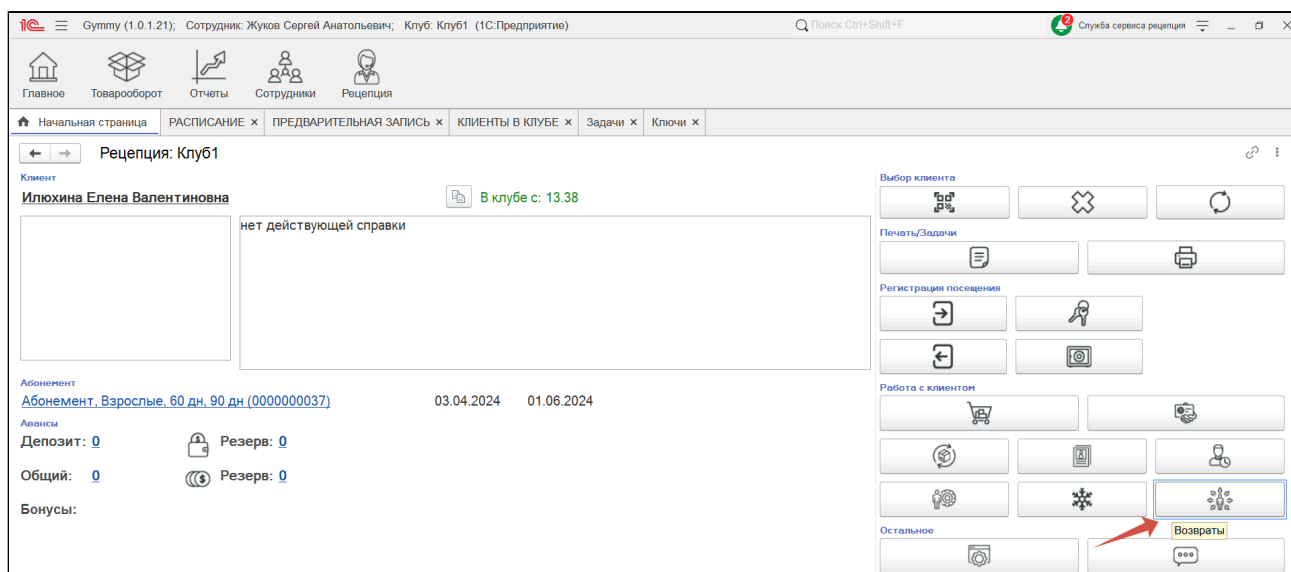 1С Gymmy (1.0.1.21); Сотрудник: Жуков Сергей Анатольевич; Клуб: Клуб1 (1С:Предприятие) Поиск Ctrl+Shift+F 2 Служба сервиса рецепция
Главное Товарооборот Отчеты Сотрудники Рецепция
Начальная страница РАСПИСАНИЕ × ПРЕДВАРИТЕЛЬНАЯ ЗАПИСЬ × КЛИЕНТЫ В КЛУБЕ × Задачи × Ключи ×
Рецепция: Клуб1
Клиент Выбор клиента
Илюхина Елена Валентиновна В клубе с: 13.38
нет действующей справки
Печать/Задачи
Регистрация посещения
Абонемент
Работа с клиентом
Абонемент, Взрослые, 60 дн, 90 дн (0000000037) 03.04.2024 01.06.2024
Авансы
Депозит: 0 Резерв: 0
Общий: 0 Резерв: 0
Бонусы:
Остальное Возвраты